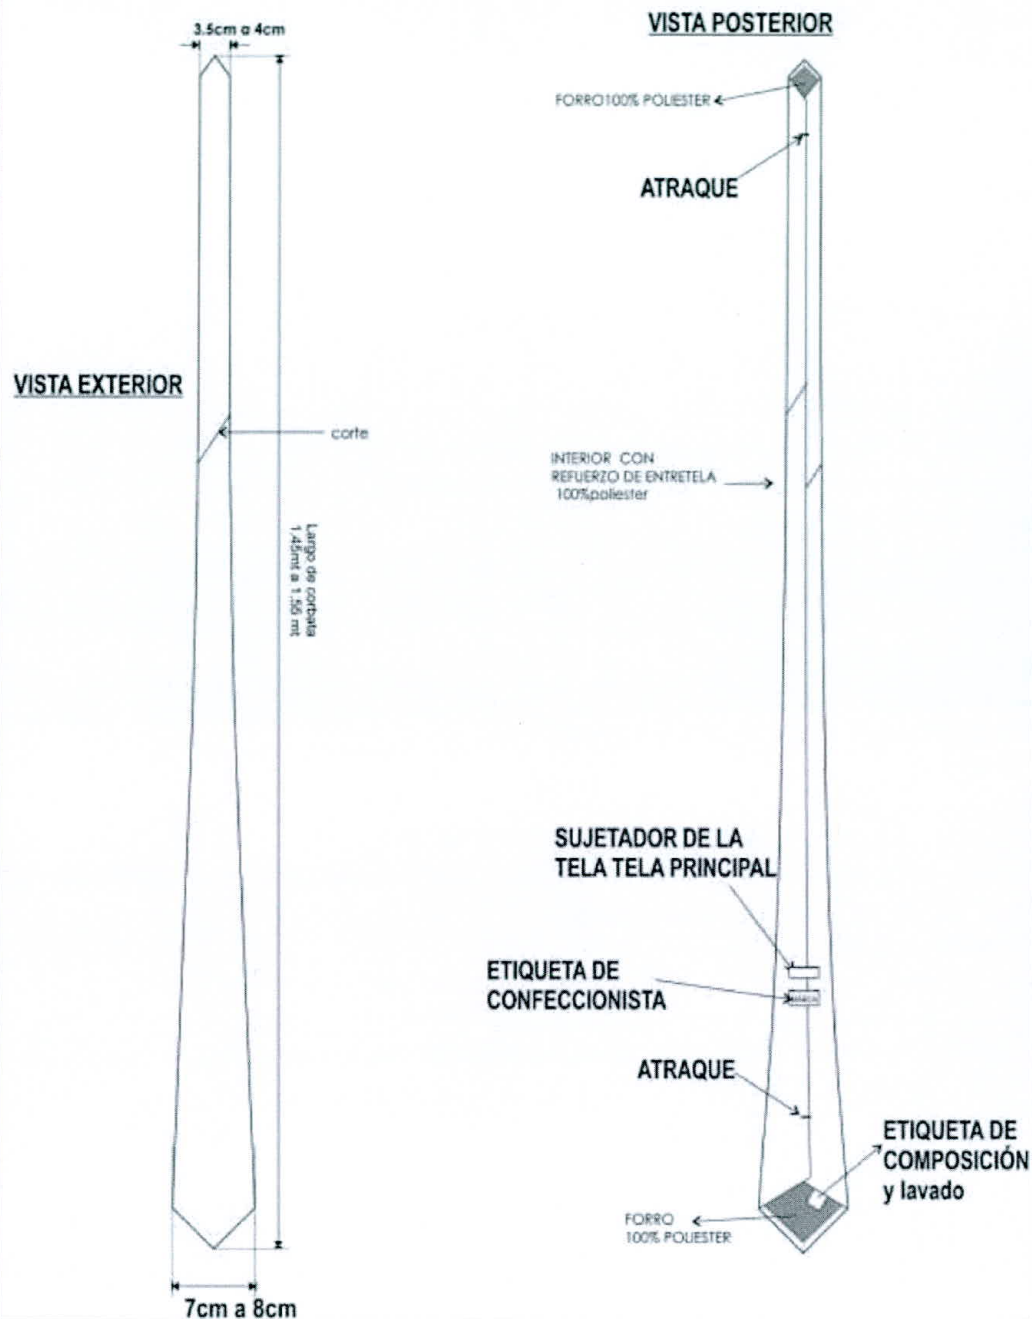 VISTA POSTERIOR
3.5cm a 4cm
FORRO100% POLIESTER
ATRAQUE
VISTA EXTERIOR
corte
INTERIOR CON
REFUERZO DE ENTRETELA
100%poliester
Largo de corbata
1.45mt a 1.55 mt
SUJETADOR DE LA
TELA TELA PRINCIPAL
ETIQUETA DE
CONFECCIONISTA
MARCA
ATRAQUE
ETIQUETA DE
COMPOSICIÓN
y lavado
FORRO
100% POLIESTER
7cm a 8cm